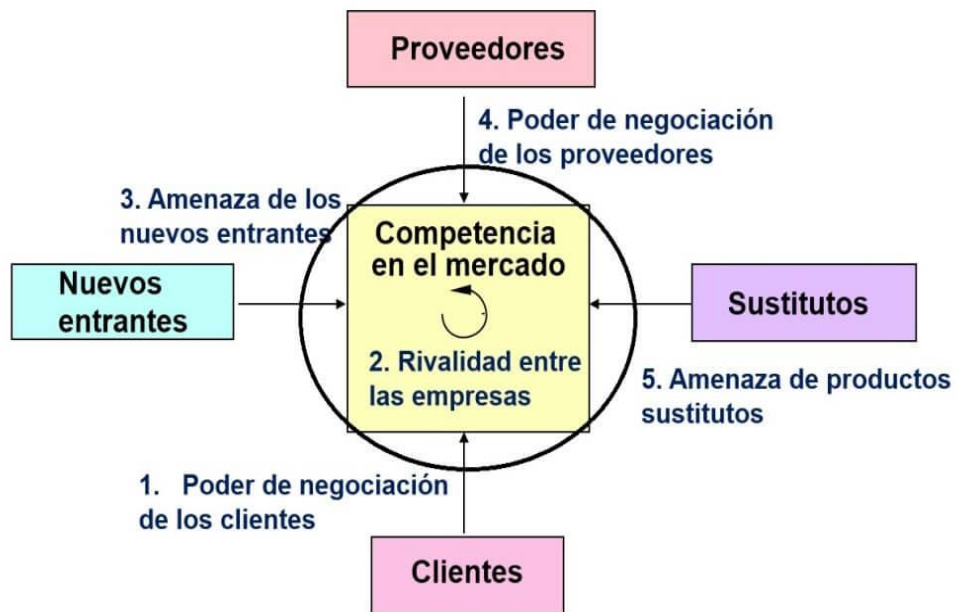 Proveedores
4. Poder de negociación
de los proveedores
3. Amenaza de los
nuevos entrantes
Competencia
en el mercado
Nuevos
entrantes
Sustitutos
2. Rivalidad entre
las empresas
5. Amenaza de productos
sustitutos
1. Poder de negociación
de los clientes
Clientes